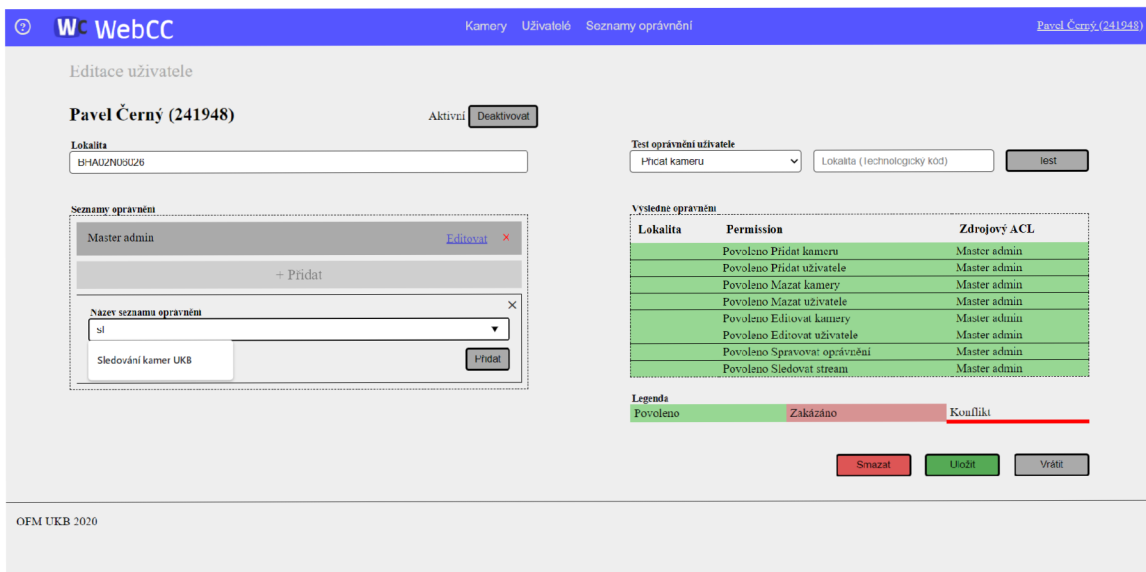 WC WebCC
Kamery Uživateló Seznamy oprávnění
Pavel Černý (241948)
Editace uživatele
Pavel Černý (241948)
Aktivní Deaktivovat
Lokalita
BHA02N06026
Seznamy oprávnění
Master admin Editovat ×
+ Přidat
×
Název seznamu oprávnění
sl
Sledování kamer UKB
Přidat
Test oprávnění uživatele
Přidat kameru Lokalita (Technologický kód) Test
Výsledné oprávnění
Lokalita Permission Zdrojový ACL
Povoleno Přidat kameru Master admin
Povoleno Přidat uživatele Master admin
Povoleno Mazat kamery Master admin
Povoleno Mazat uživatele Master admin
Povoleno Editovat kamery Master admin
Povoleno Editovat uživatele Master admin
Povoleno Spravovat oprávnění Master admin
Povoleno Sledovat stream Master admin
Legenda
Povoleno Zakázáno Konflikt
Smazat Uložit Vrátit
OFM UKB 2020